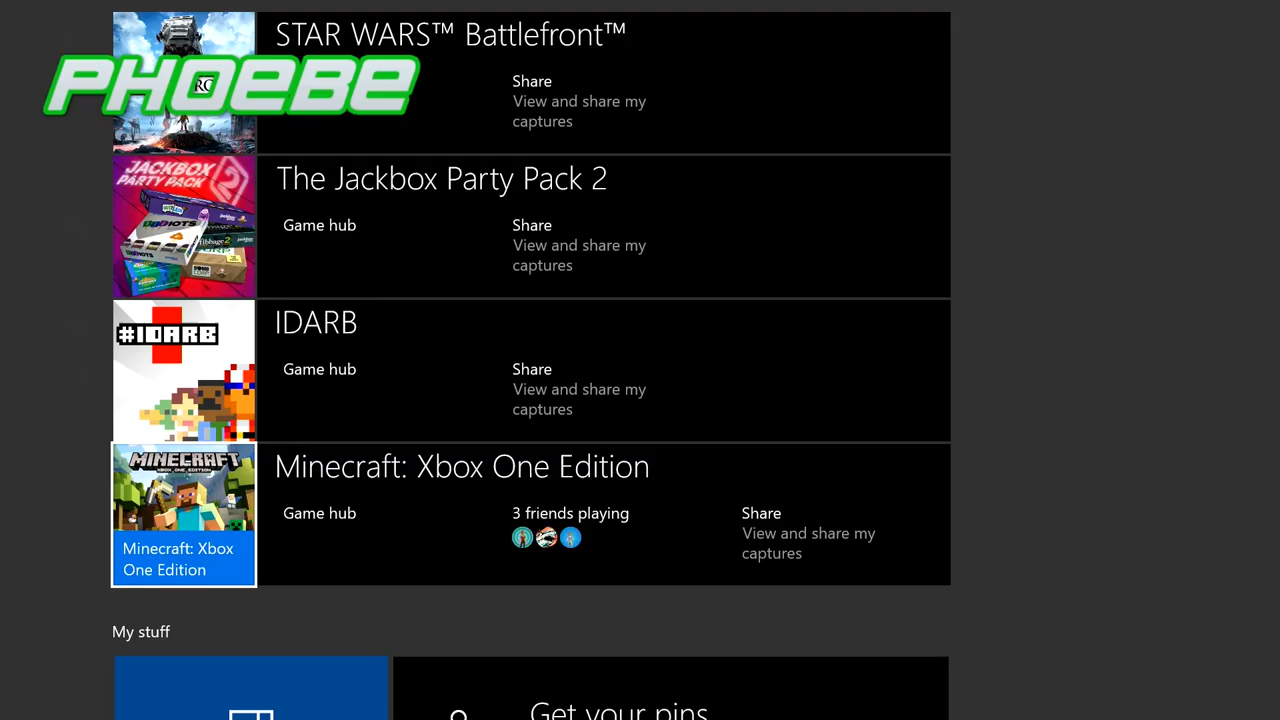 STAR WARS™ Battlefront™
PHOEBE
Share
View and share my
captures
JACKBOX
PARTY PACK 2
The Jackbox Party Pack 2
Game hub
Share
View and share my
captures
#IDARB
IDARB
Game hub
Share
View and share my
captures
MINECRAFT
XBOX ONE EDITION
Minecraft: Xbox
One Edition
Minecraft: Xbox One Edition
Game hub
3 friends playing
Share
View and share my
captures
My stuff
Get your pins